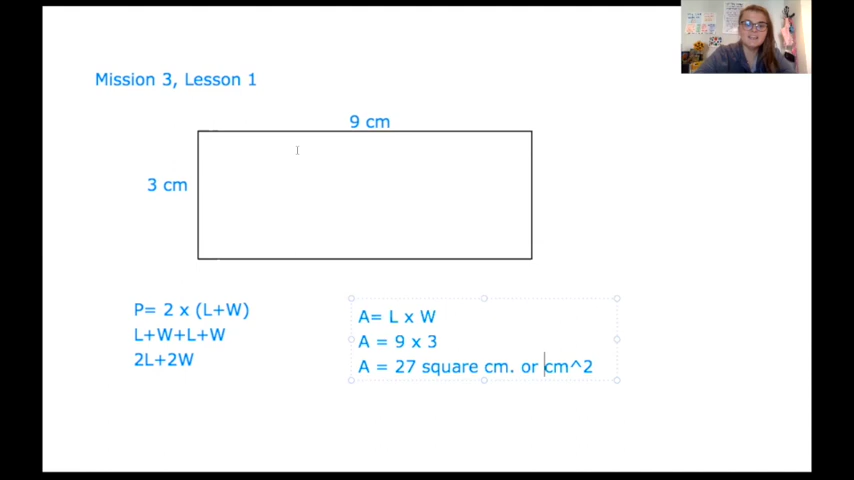 Mission 3, Lesson 1
9 cm
3 cm
P= 2 x (L+W)
L+W+L+W
2L+2W
A= L x W
A = 9 x 3
A = 27 square cm. or cm^2